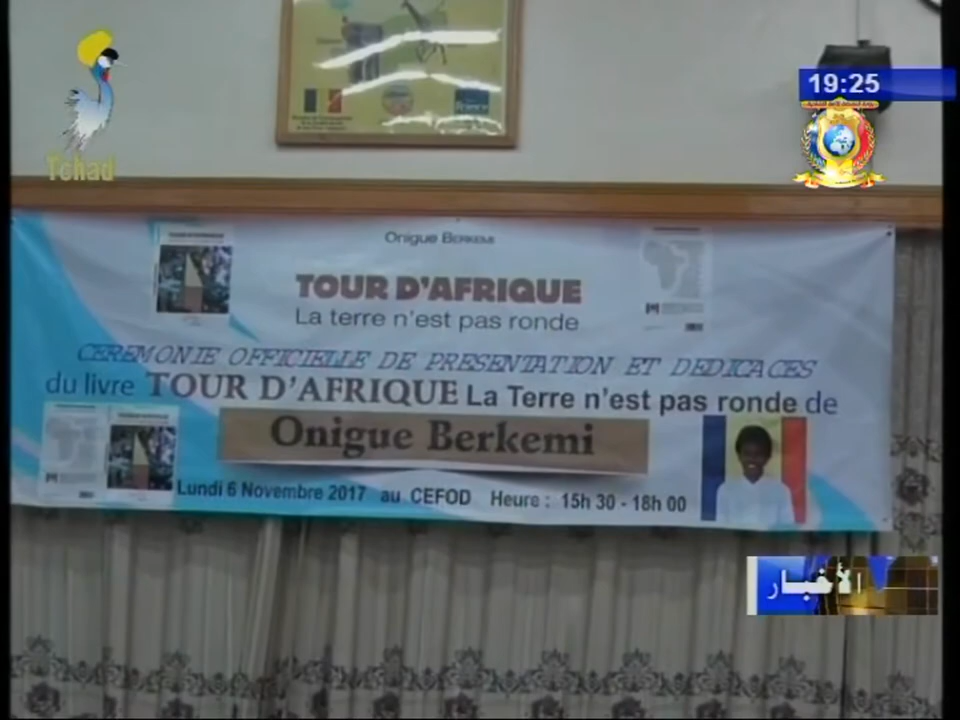 19:25
Tchad
Onigue BERKEMI
TOUR D'AFRIQUE
La terre n'est pas ronde
CEREMONIE OFFICIELLE DE PRESENTATION ET DEDICACES
du livre TOUR D'AFRIQUE La Terre n'est pas ronde de
Onigue Berkemi
Lundi 6 Novembre 2017 au CEFOD Heure : 15h 30 - 18h 00
الأخبار